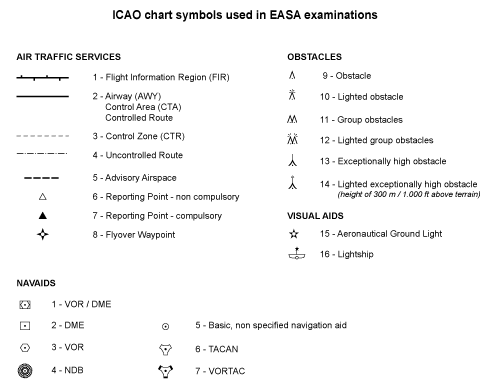 ICAO chart symbols used in EASA examinations
AIR TRAFFIC SERVICES
1 - Flight Information Region (FIR)
2 - Airway (AWY)
Control Area (CTA)
Controlled Route
3 - Control Zone (CTR)
4 - Uncontrolled Route
5 - Advisory Airspace
6 - Reporting Point - non compulsory
7 - Reporting Point - compulsory
8 - Flyover Waypoint
OBSTACLES
9 - Obstacle
10 - Lighted obstacle
11 - Group obstacles
12 - Lighted group obstacles
13 - Exceptionally high obstacle
14 - Lighted exceptionally high obstacle
(height of 300 m / 1.000 ft above terrain)
VISUAL AIDS
15 - Aeronautical Ground Light
16 - Lightship
NAVAIDS
1 - VOR / DME
2 - DME
3 - VOR
4 - NDB
5 - Basic, non specified navigation aid
6 - TACAN
7 - VORTAC